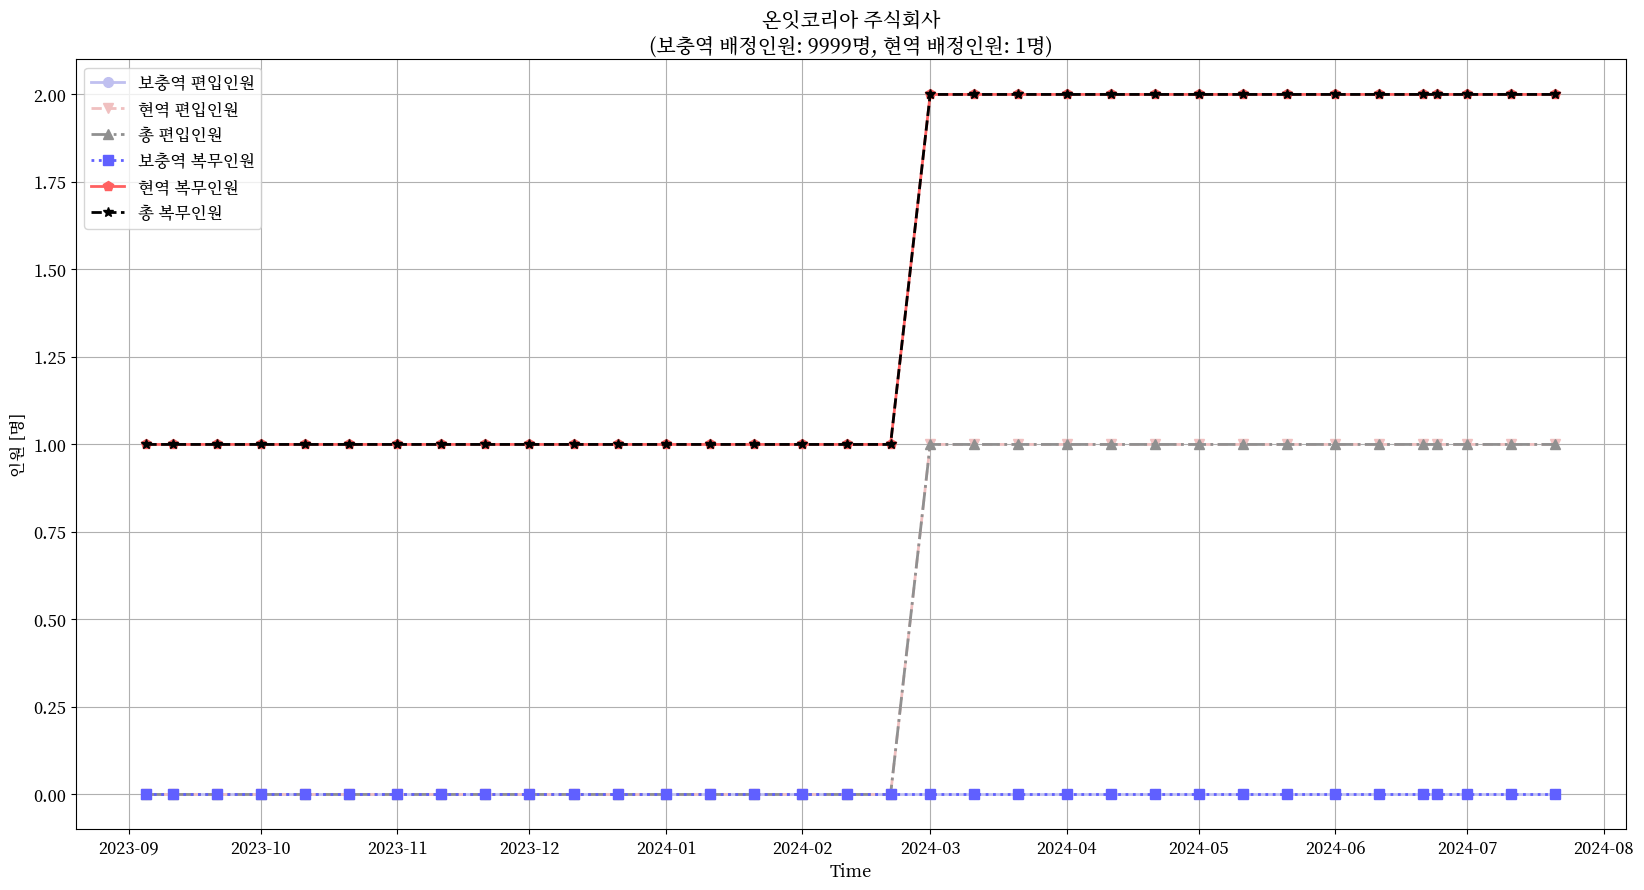 온잇코리아 주식회사
(보충역 배정인원: 9999명, 현역 배정인원: 1명)
보충역 편입인원
현역 편입인원
총 편입인원
보충역 복무인원
현역 복무인원
총 복무인원
인원 [명]
2.00
1.75
1.50
1.25
1.00
0.75
0.50
0.25
0.00
2023-09 2023-10 2023-11 2023-12 2024-01 2024-02 2024-03 2024-04 2024-05 2024-06 2024-07 2024-08
Time